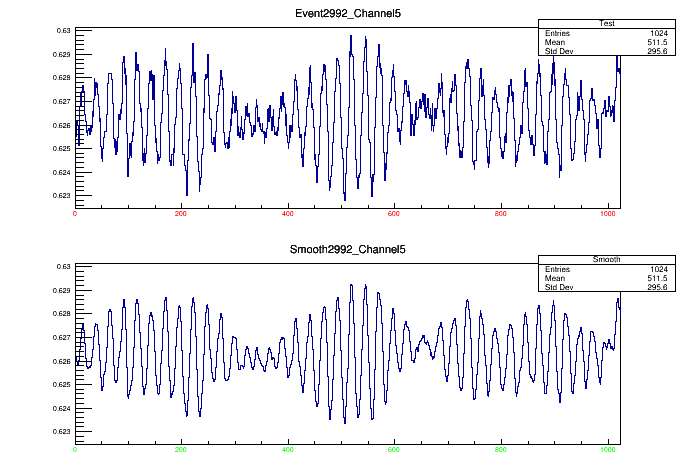 Event2992_Channel5
Test
Entries 1024
Mean 511.5
Std Dev 295.6
0.63
0.629
0.628
0.627
0.626
0.625
0.624
0.623
0 200 400 600 800 1000
Smooth2992_Channel5
Smooth
Entries 1024
Mean 511.5
Std Dev 295.6
0.63
0.629
0.628
0.627
0.626
0.625
0.624
0.623
0 200 400 600 800 1000